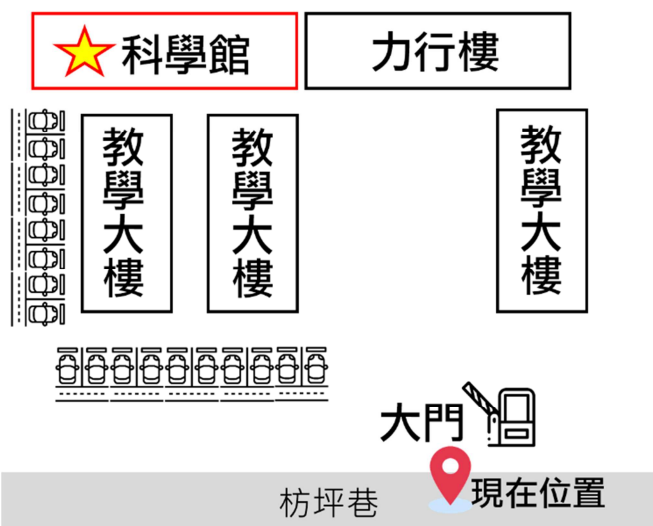 科學館
力行樓
教學大樓
教學大樓
教學大樓
大門
現在位置
枋坪巷